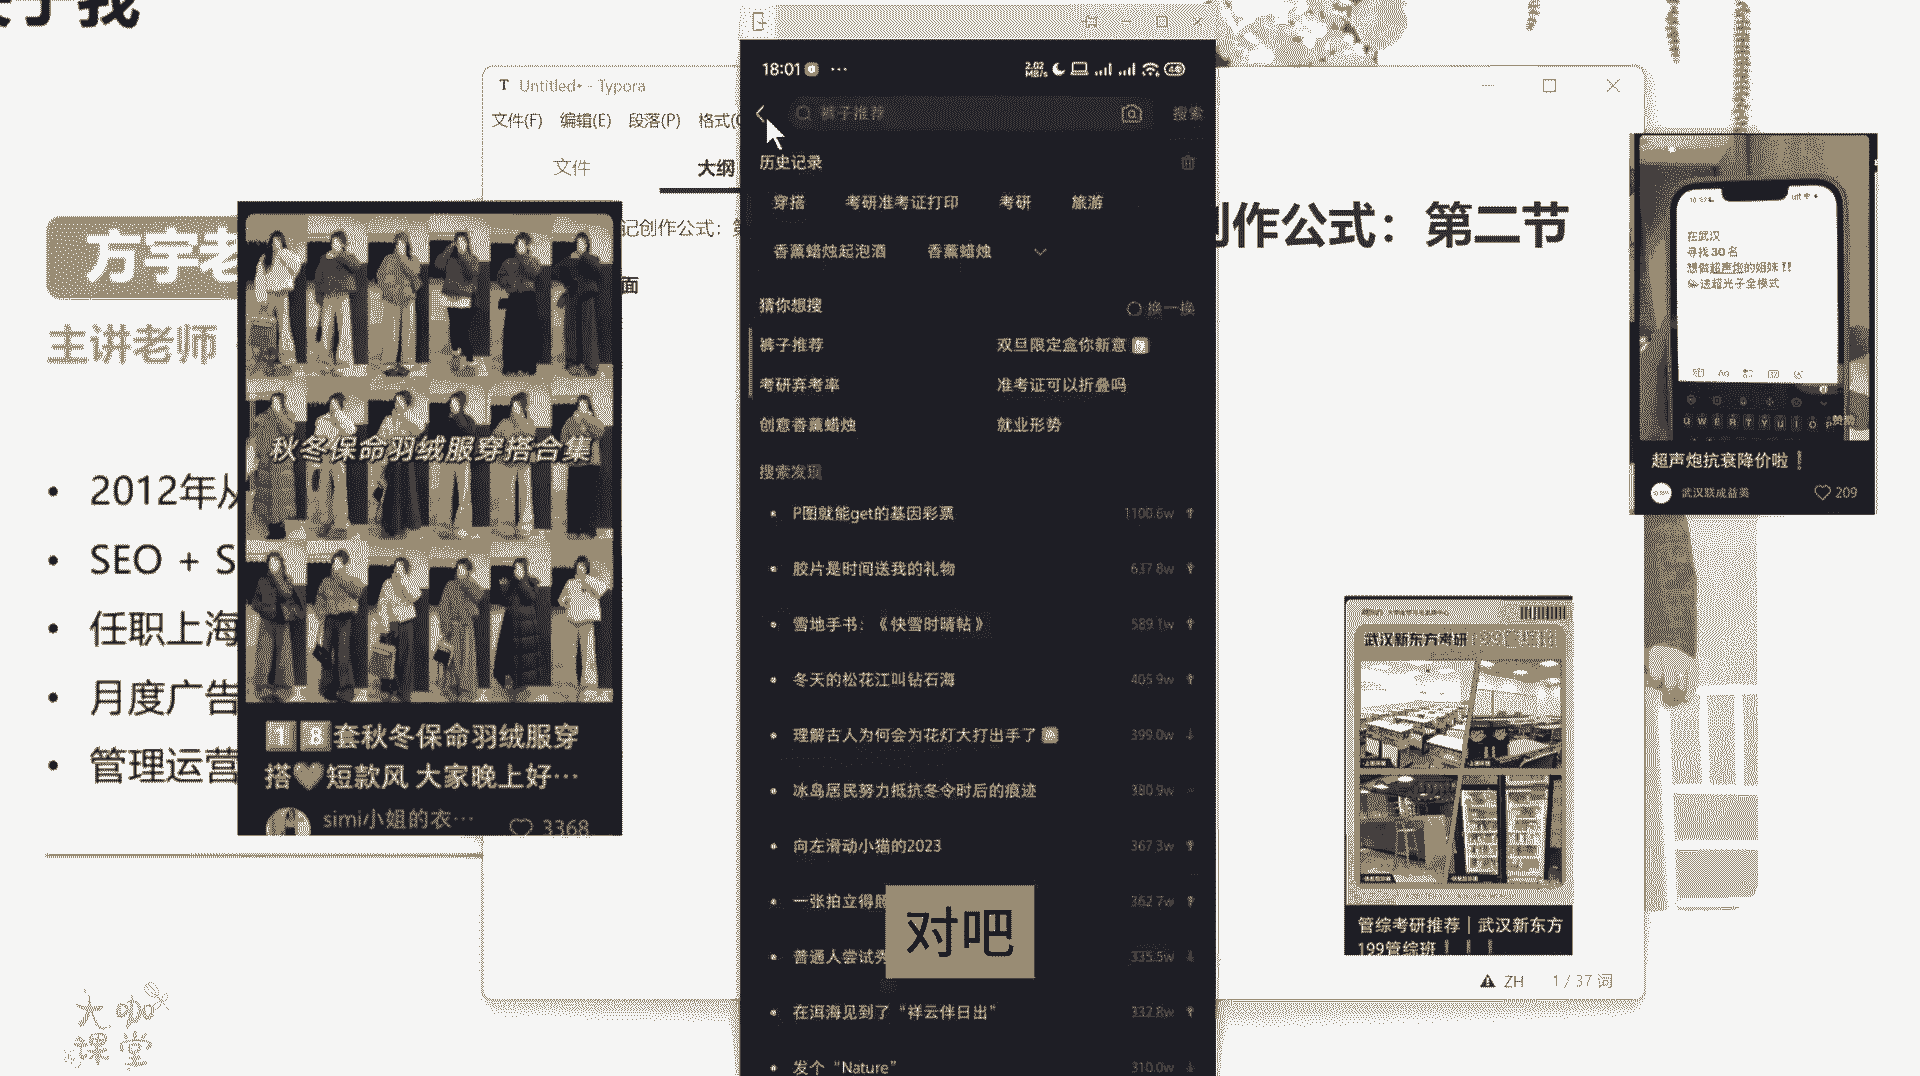 关于我
方宇老
主讲老师
2012年从
SEO + S
任职上海
月度广告
管理运营
大咖
课堂
Untitled• - Typora
文件(F) 编辑(E) 段落(P) 格式(
文件
大纲
记创作公式：第
面
创作公式：第二节
ZH 1 / 37 词
秋冬保命羽绒服穿搭合集
18套秋冬保命羽绒服穿
搭🖤短款风 大家晚上好…
simi小姐的衣…
3368
18:01
2.02
MB/s
裤子推荐
搜索
历史记录
穿搭 考研准考证打印 考研 旅游
香薰蜡烛起泡酒 香薰蜡烛
猜你想搜 换一换
裤子推荐 双旦限定盒你新意
考研弃考率 准考证可以折叠吗
创意香薰蜡烛 就业形势
搜索发现
P图就能get的基因彩票 1100.6w
胶片是时间送我的礼物 637.8w
雪地手书：《快雪时晴帖》 589.1w
冬天的松花江叫钻石海 405.9w
理解古人为何会为花灯大打出手了 399.0w
冰岛居民努力抵抗冬令时后的痕迹 380.9w
向左滑动小猫的2023 367.3w
一张拍立得 362.7w
普通人尝试 335.5w
在洱海见到了“祥云伴日出” 332.8w
发个“Nature” 310.0w
对吧
在武汉
寻找 30 名
想做超声炮的姐妹‼
送超光子全模式
超声炮抗衰降价啦❗
武汉联成益美
209
武汉新东方考研
管综考研推荐｜武汉新东方
199管综班❗❗❗